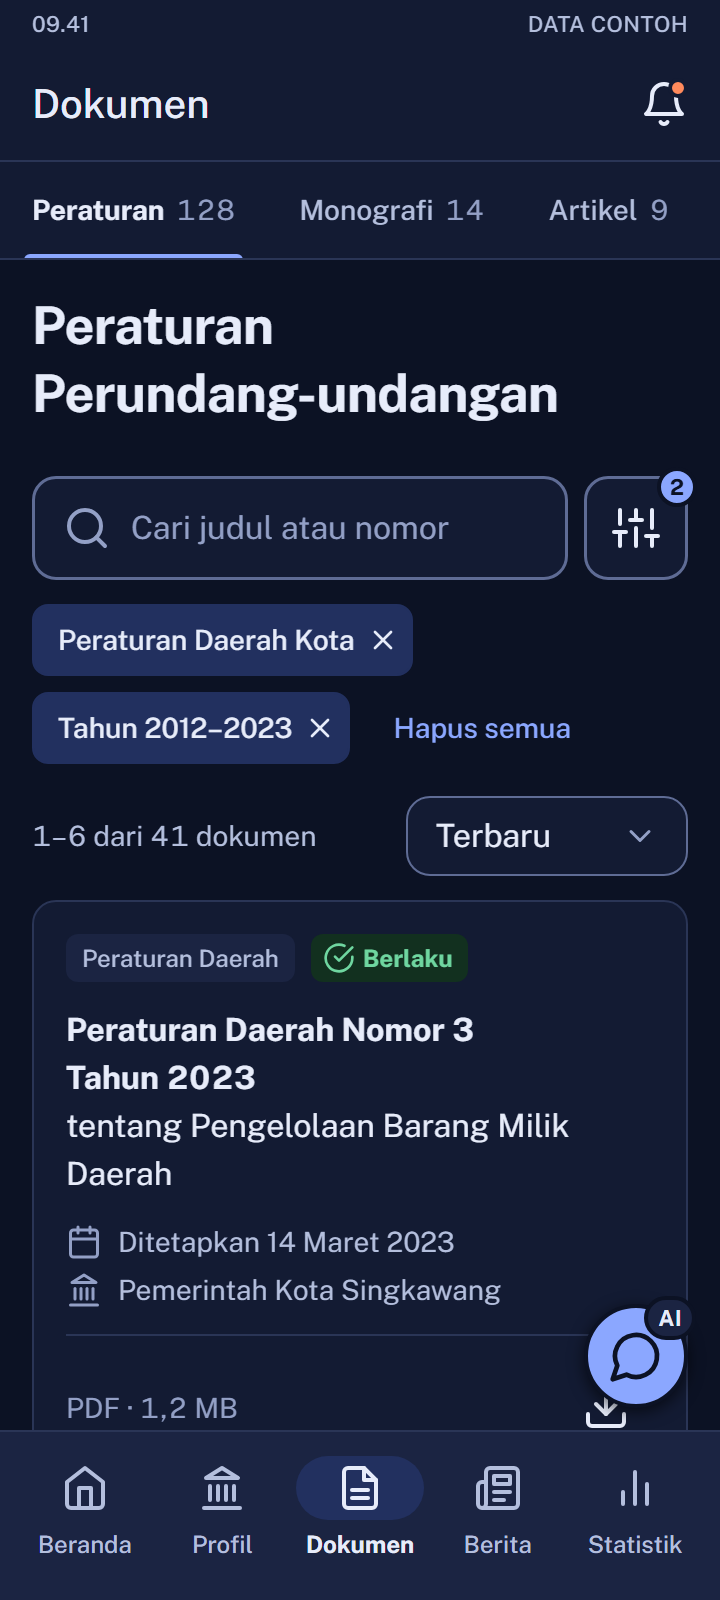 09.41 DATA CONTOH
Dokumen
Peraturan 128 Monografi 14 Artikel 9
Peraturan
Perundang-undangan
Cari judul atau nomor
2
Peraturan Daerah Kota
Tahun 2012–2023 Hapus semua
1–6 dari 41 dokumen Terbaru
Peraturan Daerah Berlaku
Peraturan Daerah Nomor 3
Tahun 2023
tentang Pengelolaan Barang Milik
Daerah
Ditetapkan 14 Maret 2023
Pemerintah Kota Singkawang
AI
PDF · 1,2 MB
Beranda Profil Dokumen Berita Statistik